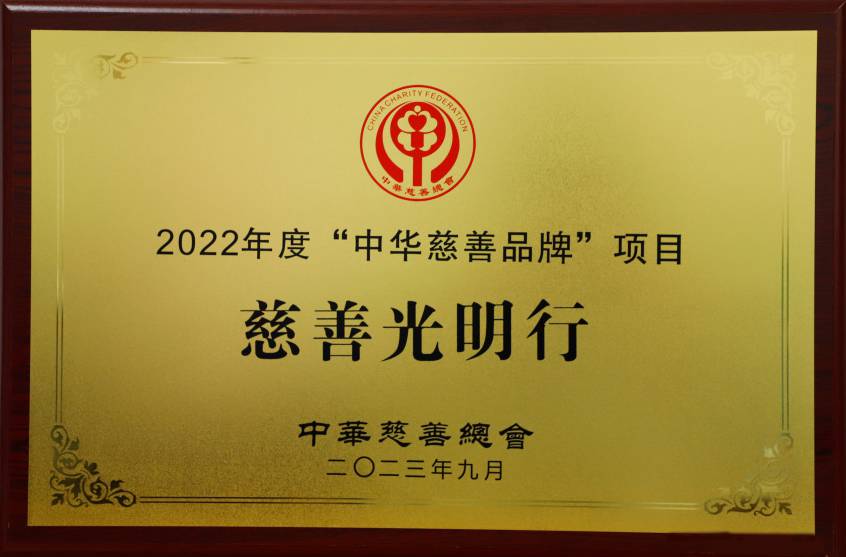 CHINA CHARITY FEDERATION
中華慈善總會
2022年度“中华慈善品牌”项目
慈善光明行
中華慈善總會
二〇二三年九月